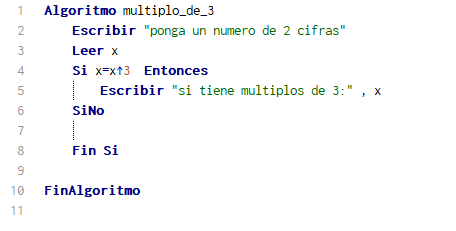 1 Algoritmo multiplo_de_3
2 Escribir "ponga un numero de 2 cifras"
3 Leer x
4 Si x=x↑3 Entonces
5 Escribir "si tiene multiplos de 3:" , x
6 SiNo
7
8 Fin Si
9
10 FinAlgoritmo
11